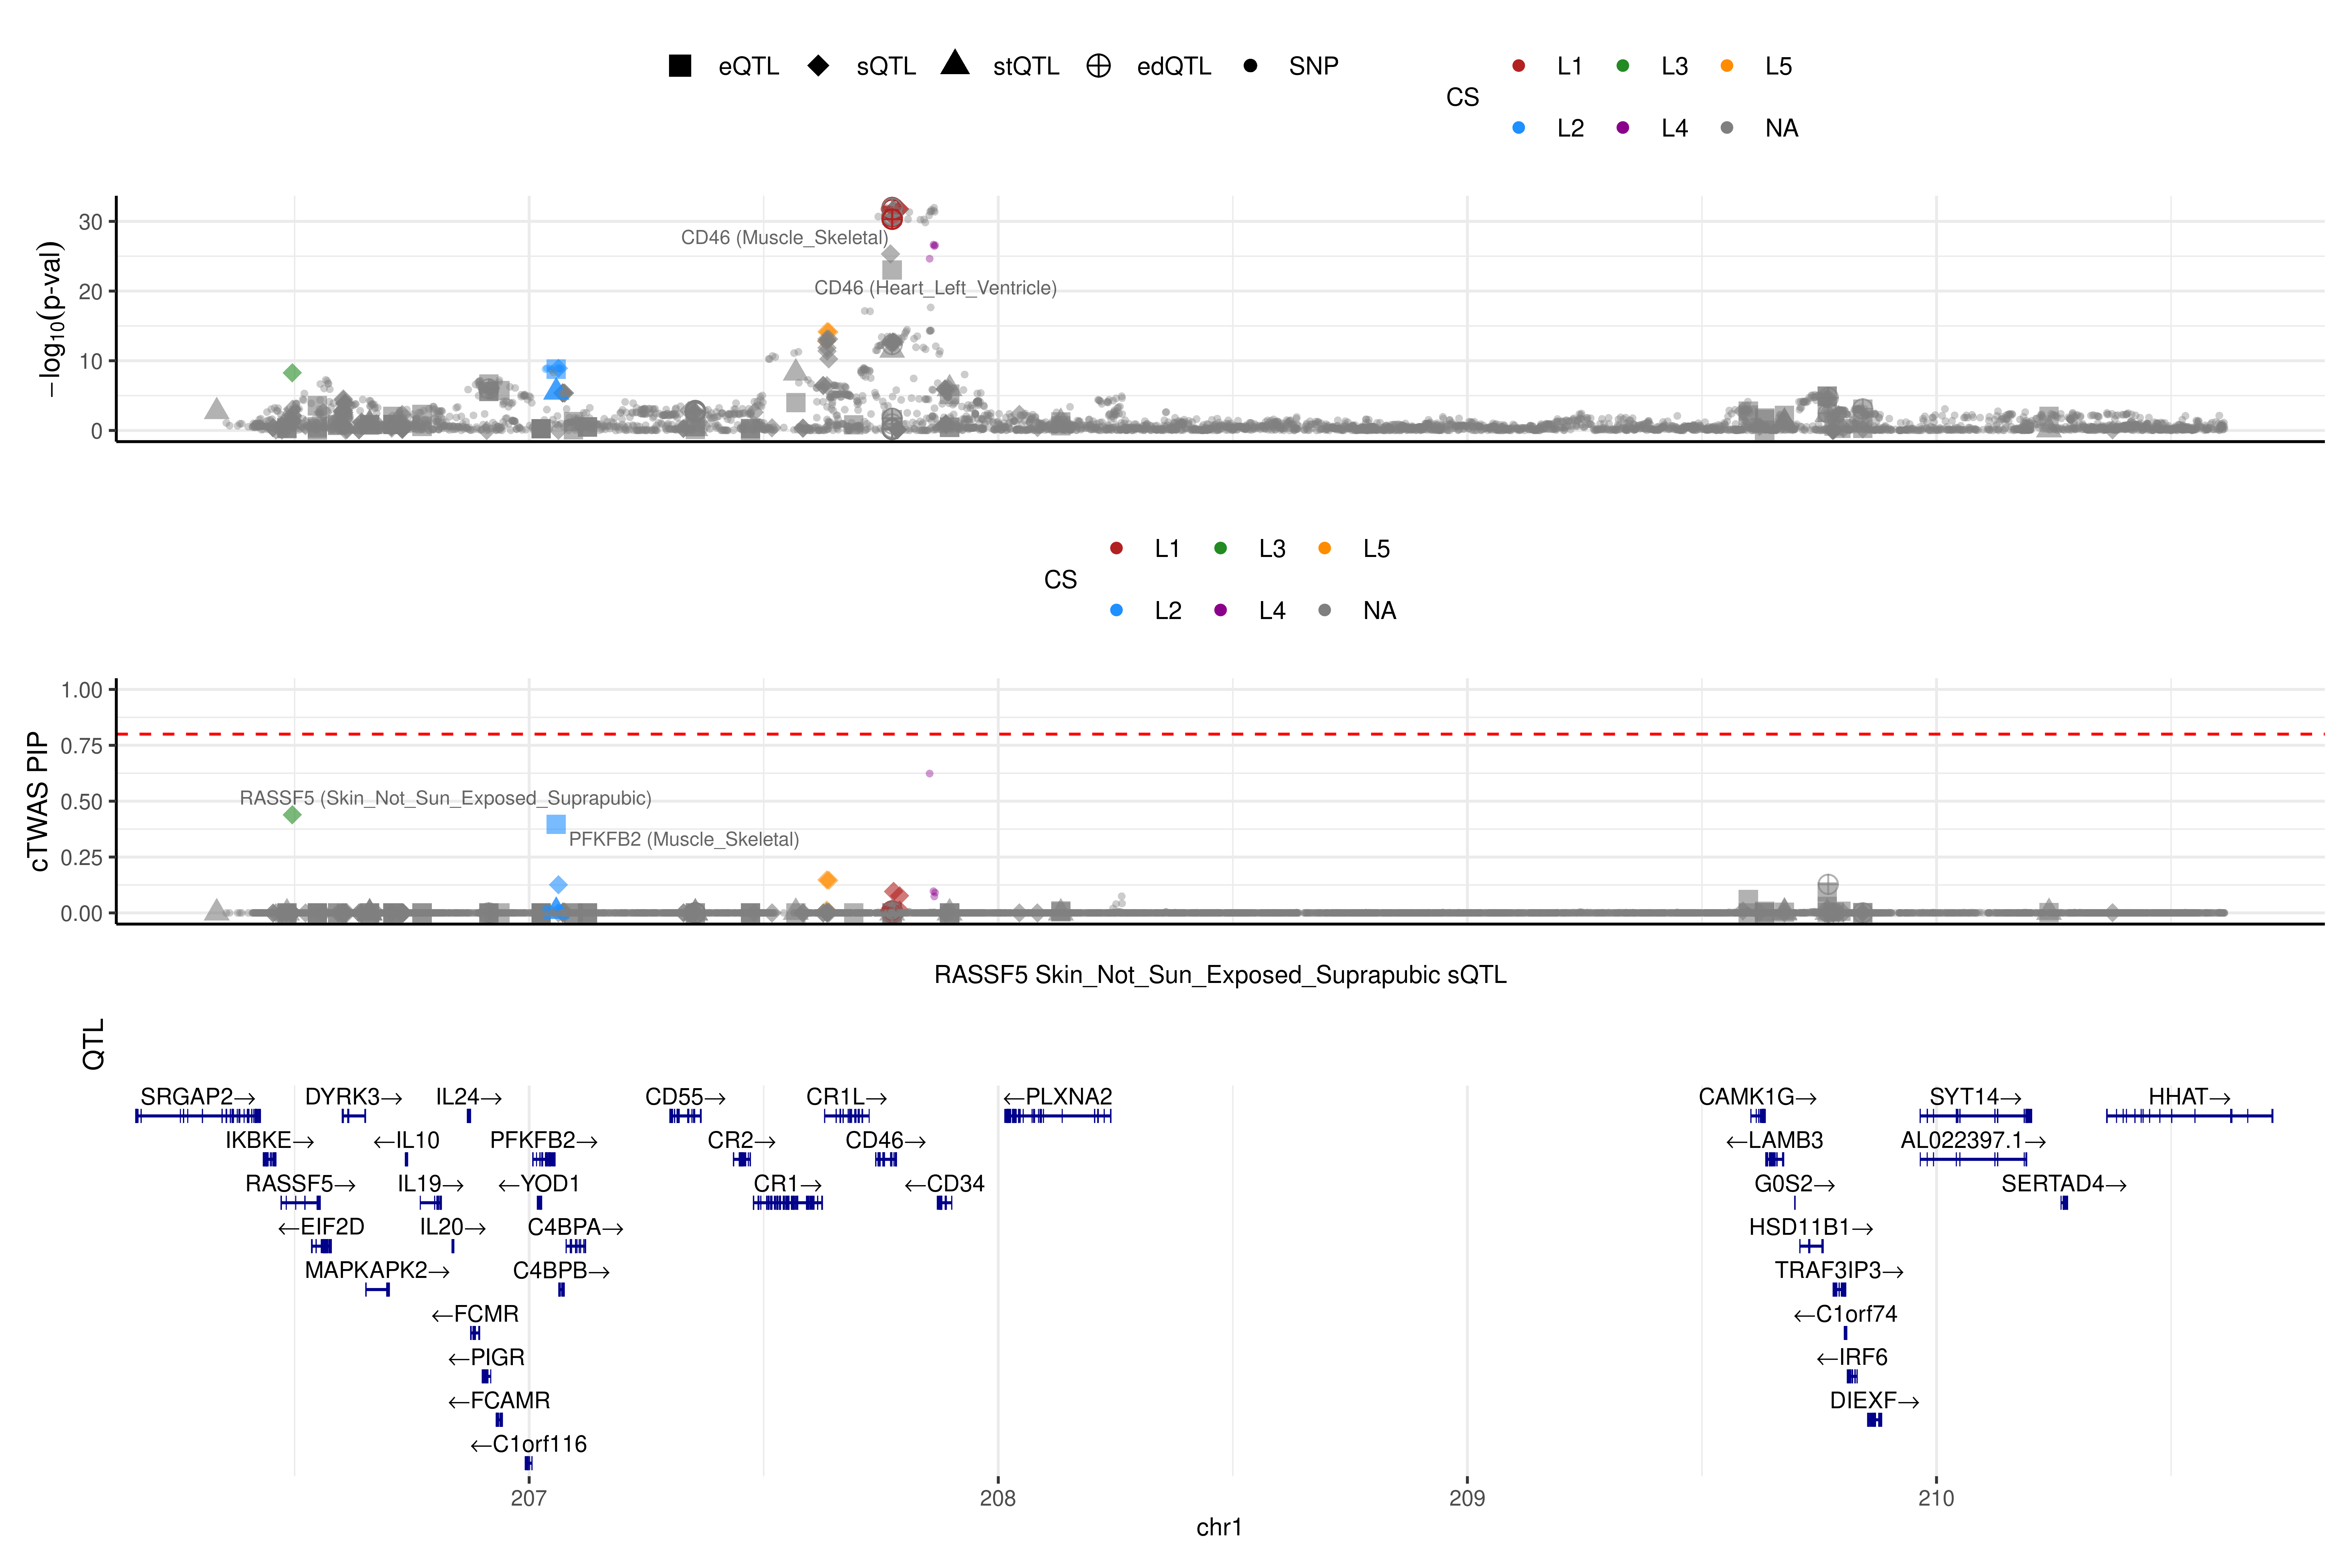 eQTL sQTL stQTL edQTL SNP
CS
L1 L3 L5
L2 L4 NA
−log10(p-val)
30
20
10
0
CD46 (Muscle_Skeletal)
CD46 (Heart_Left_Ventricle)
CS
L1 L3 L5
L2 L4 NA
cTWAS PIP
1.00
0.75
0.50
0.25
0.00
RASSF5 (Skin_Not_Sun_Exposed_Suprapubic)
PFKFB2 (Muscle_Skeletal)
RASSF5 Skin_Not_Sun_Exposed_Suprapubic sQTL
QTL
SRGAP2→ DYRK3→ IL24→ CD55→ CR1L→ ←PLXNA2 CAMK1G→ SYT14→ HHAT→
IKBKE→ ←IL10 PFKFB2→ CR2→ CD46→ ←LAMB3 AL022397.1→
RASSF5→ IL19→ ←YOD1 CR1→ ←CD34 G0S2→ SERTAD4→
←EIF2D IL20→ C4BPA→ HSD11B1→
MAPKAPK2→ C4BPB→ TRAF3IP3→
←FCMR ←C1orf74
←PIGR ←IRF6
←FCAMR DIEXF→
←C1orf116
207 208 209 210
chr1